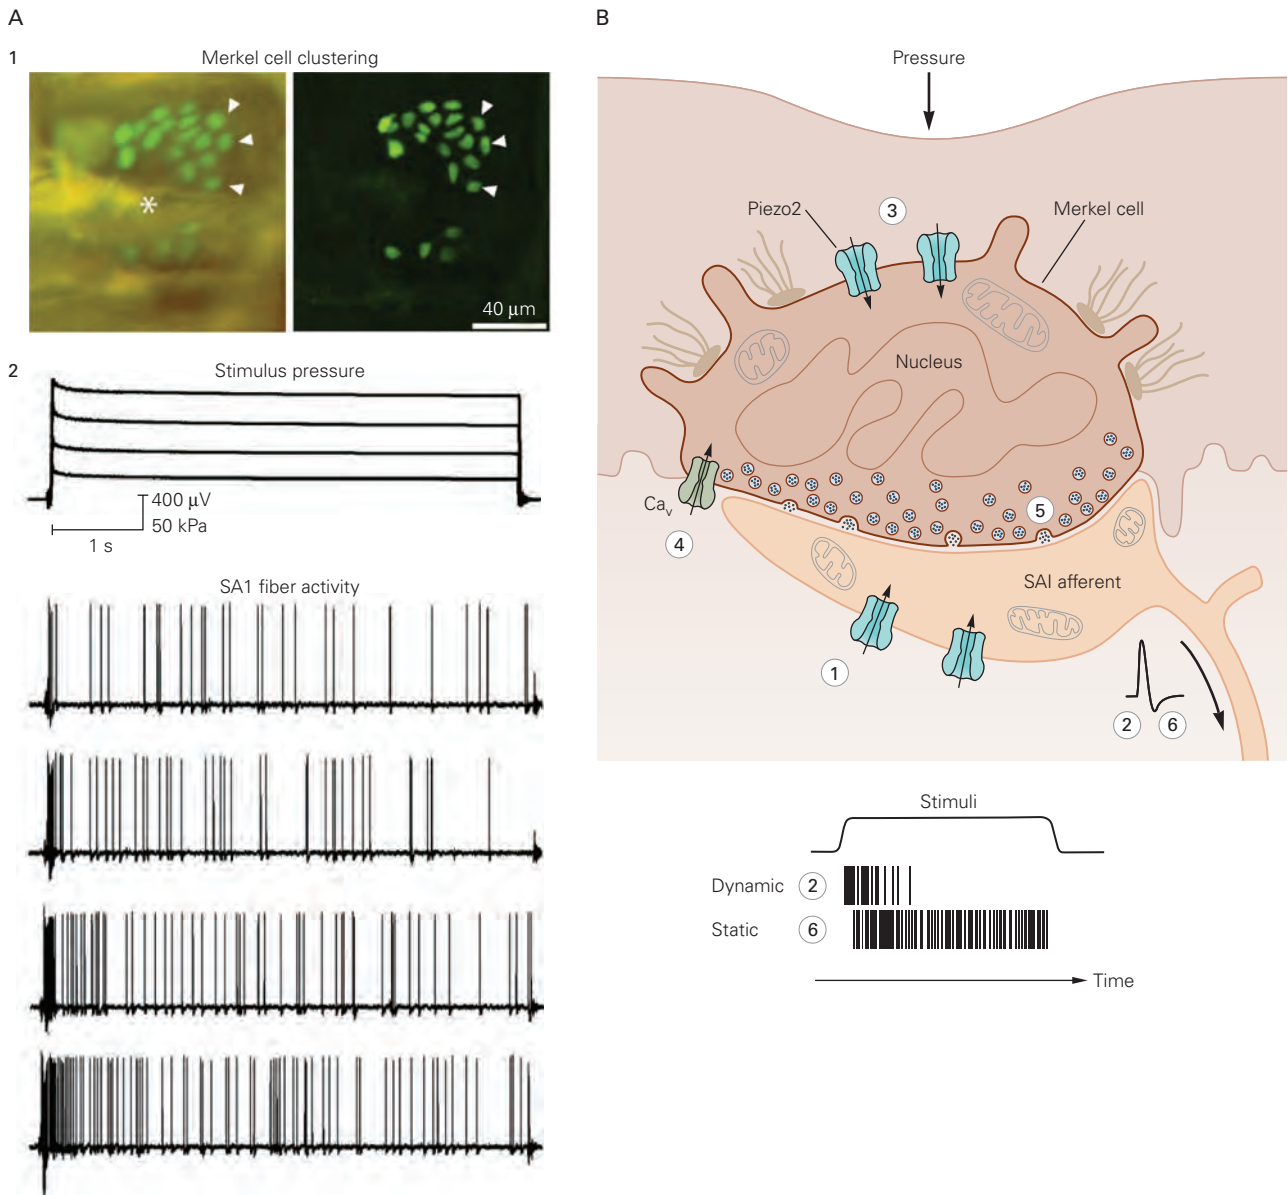 A
1
Merkel cell clustering
*
40 μm
2
Stimulus pressure
400 μV
50 kPa
1 s
SA1 fiber activity
B
Pressure
Piezo2
3
Merkel cell
Nucleus
Cav
4
5
SAI afferent
1
2
6
Stimuli
Dynamic 2
Static 6
Time